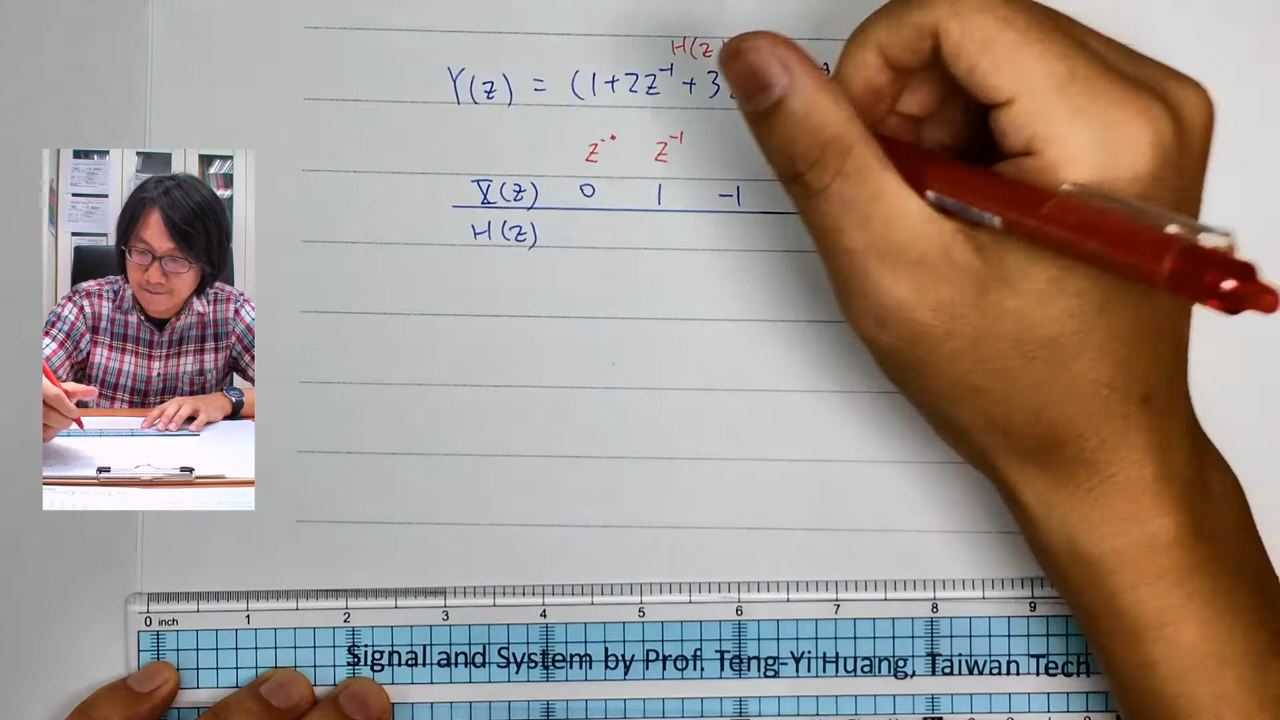 H(z
Y(z) = (1+2z⁻¹+3
z⁻⁰ z⁻¹
X(z) 0 1 -1
H(z)
0 inch 1 2 3 4 5 6 7 8 9
Signal and System by Prof. Teng-Yi Huang, Taiwan Tech